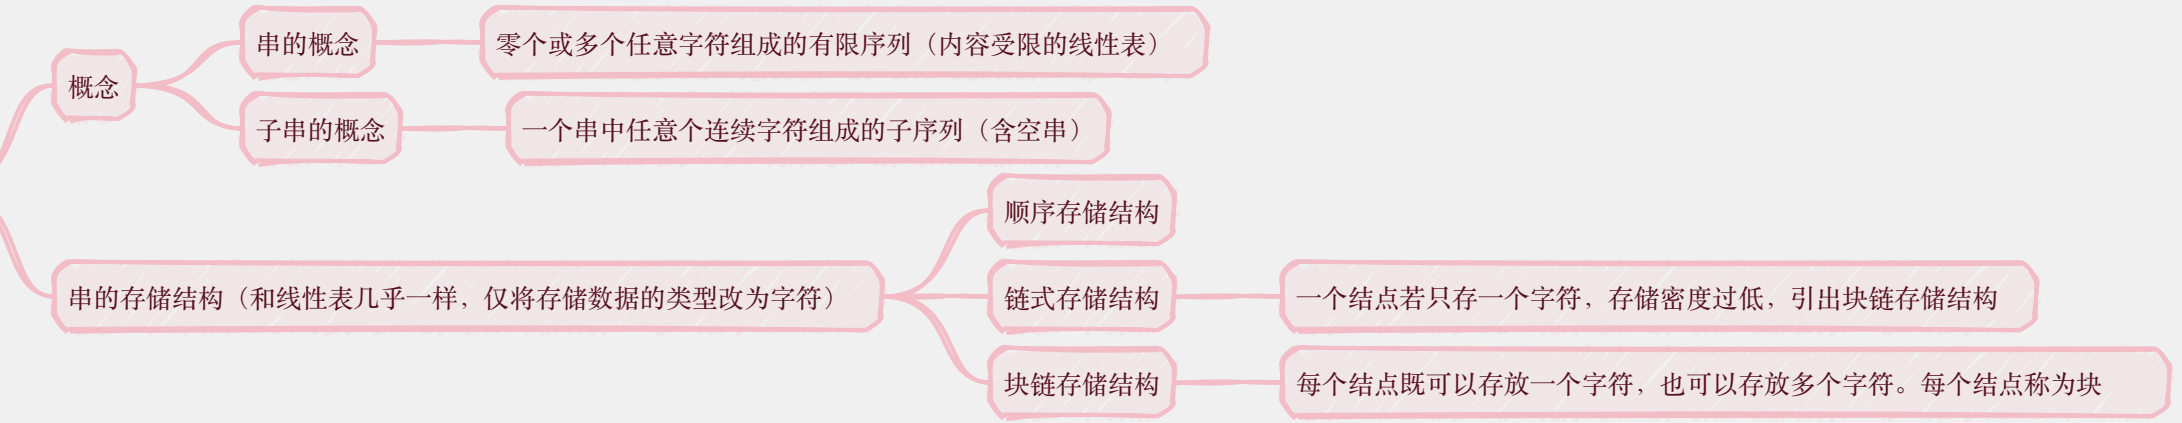 概念
串的概念
零个或多个任意字符组成的有限序列（内容受限的线性表）
子串的概念
一个串中任意个连续字符组成的子序列（含空串）
串的存储结构（和线性表几乎一样，仅将存储数据的类型改为字符）
顺序存储结构
链式存储结构
一个结点若只存一个字符，存储密度过低，引出块链存储结构
块链存储结构
每个结点既可以存放一个字符，也可以存放多个字符。每个结点称为块